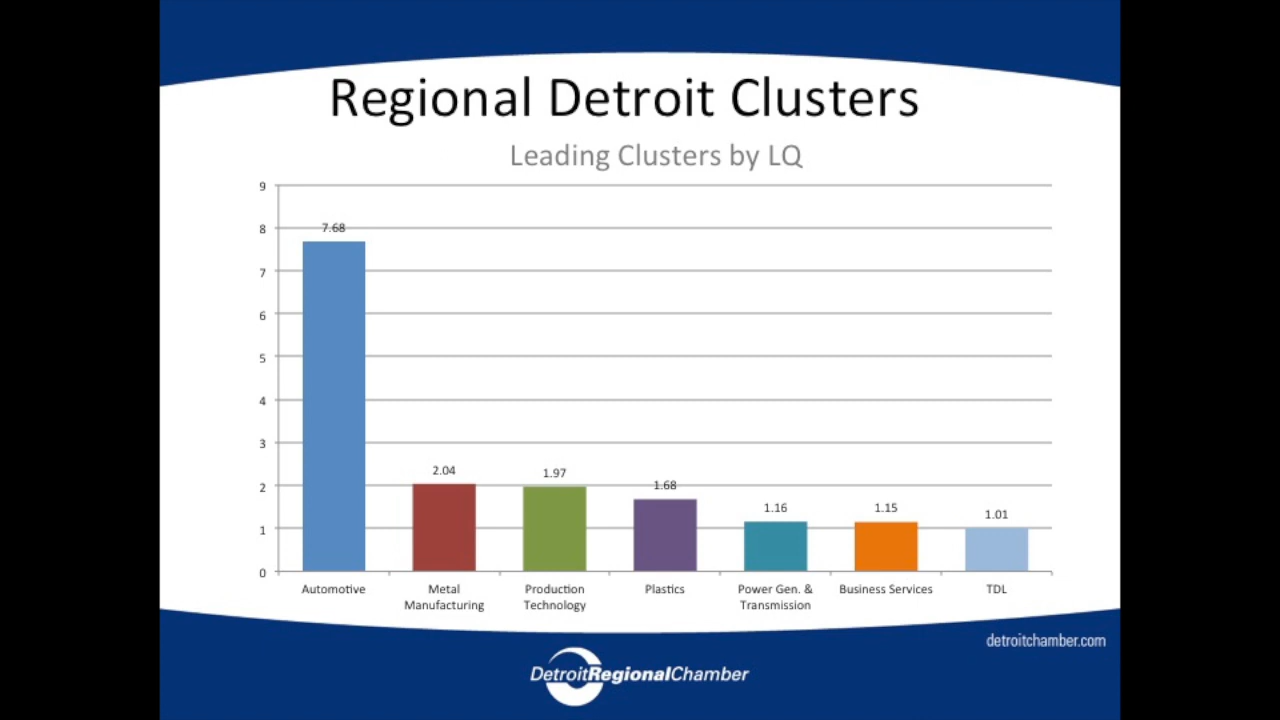 Regional Detroit Clusters
Leading Clusters by LQ
9
8
7
6
5
4
3
2
1
0
7.68
2.04
1.97
1.68
1.16
1.15
1.01
Automotive
Metal
Manufacturing
Production
Technology
Plastics
Power Gen. &
Transmission
Business Services
TDL
detroitchamber.com
DetroitRegionalChamber